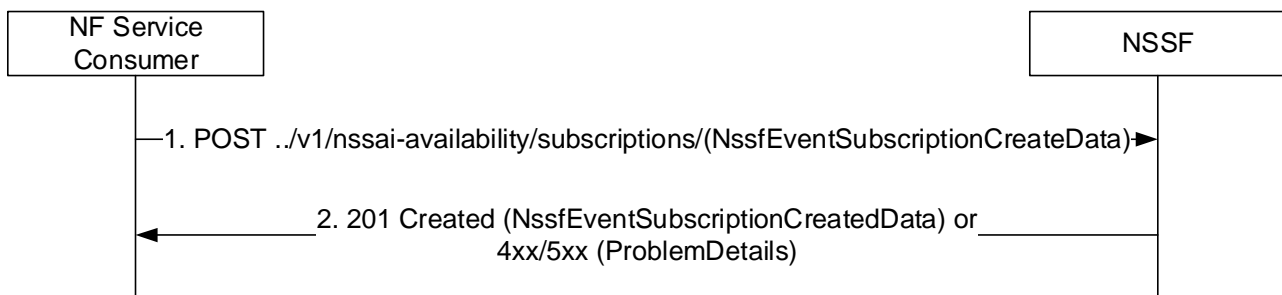 NF Service
Consumer
NSSF
1. POST ../v1/nssai-availability/subscriptions/(NssfEventSubscriptionCreateData)
2. 201 Created (NssfEventSubscriptionCreatedData) or
4xx/5xx (ProblemDetails)